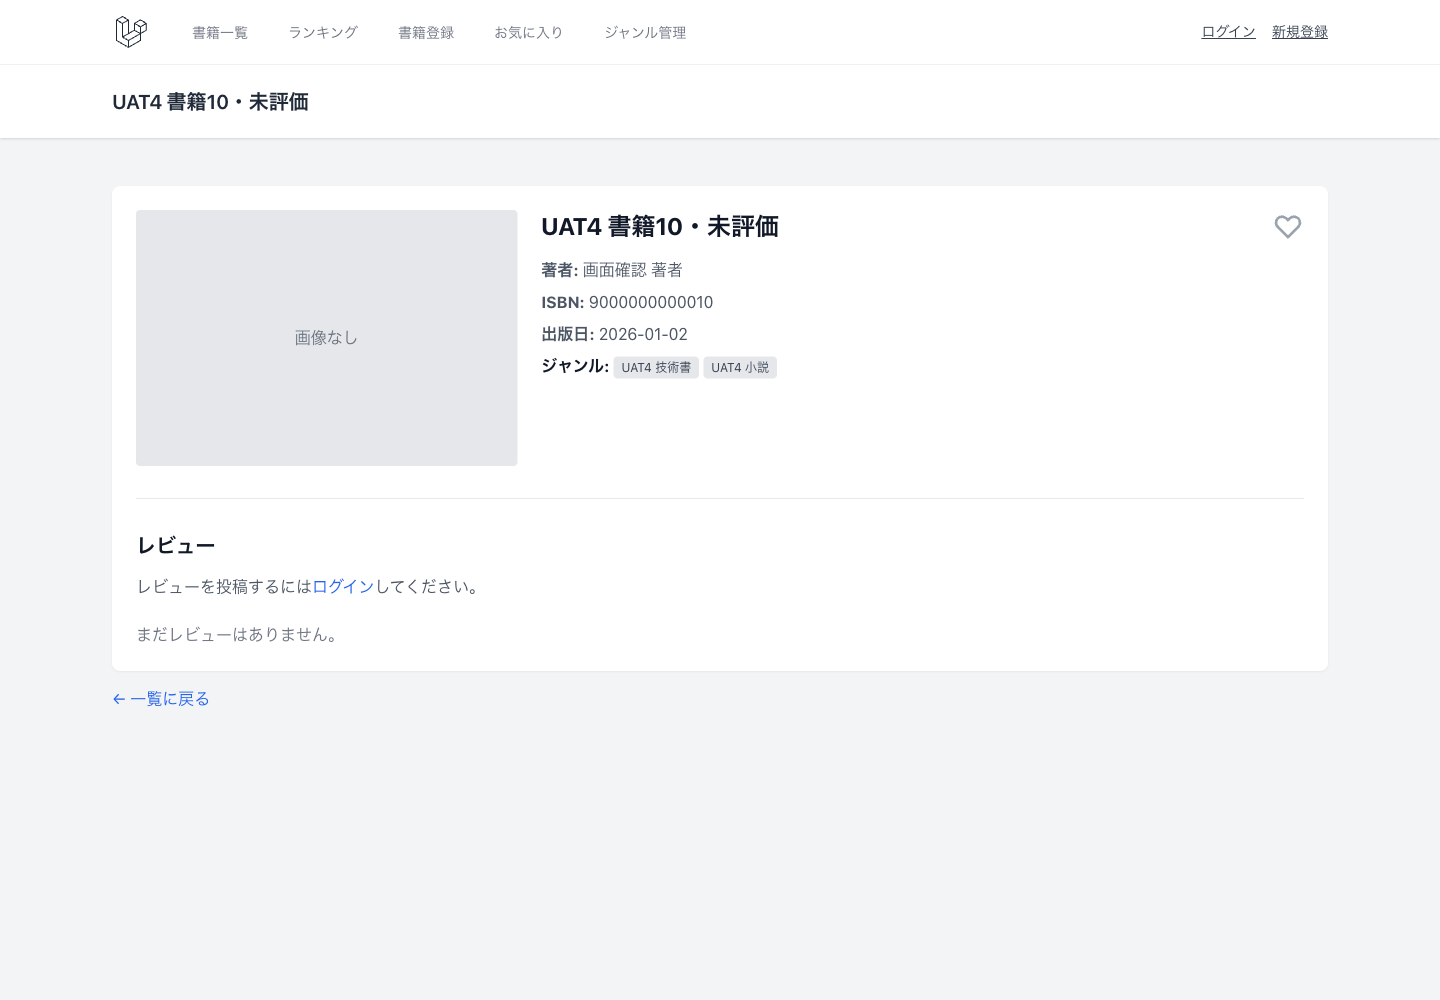 書籍一覧 ランキング 書籍登録 お気に入り ジャンル管理 ログイン 新規登録
UAT4 書籍10・未評価
画像なし
UAT4 書籍10・未評価
著者: 画面確認 著者
ISBN: 9000000000010
出版日: 2026-01-02
ジャンル: UAT4 技術書 UAT4 小説
レビュー
レビューを投稿するにはログインしてください。
まだレビューはありません。
← 一覧に戻る